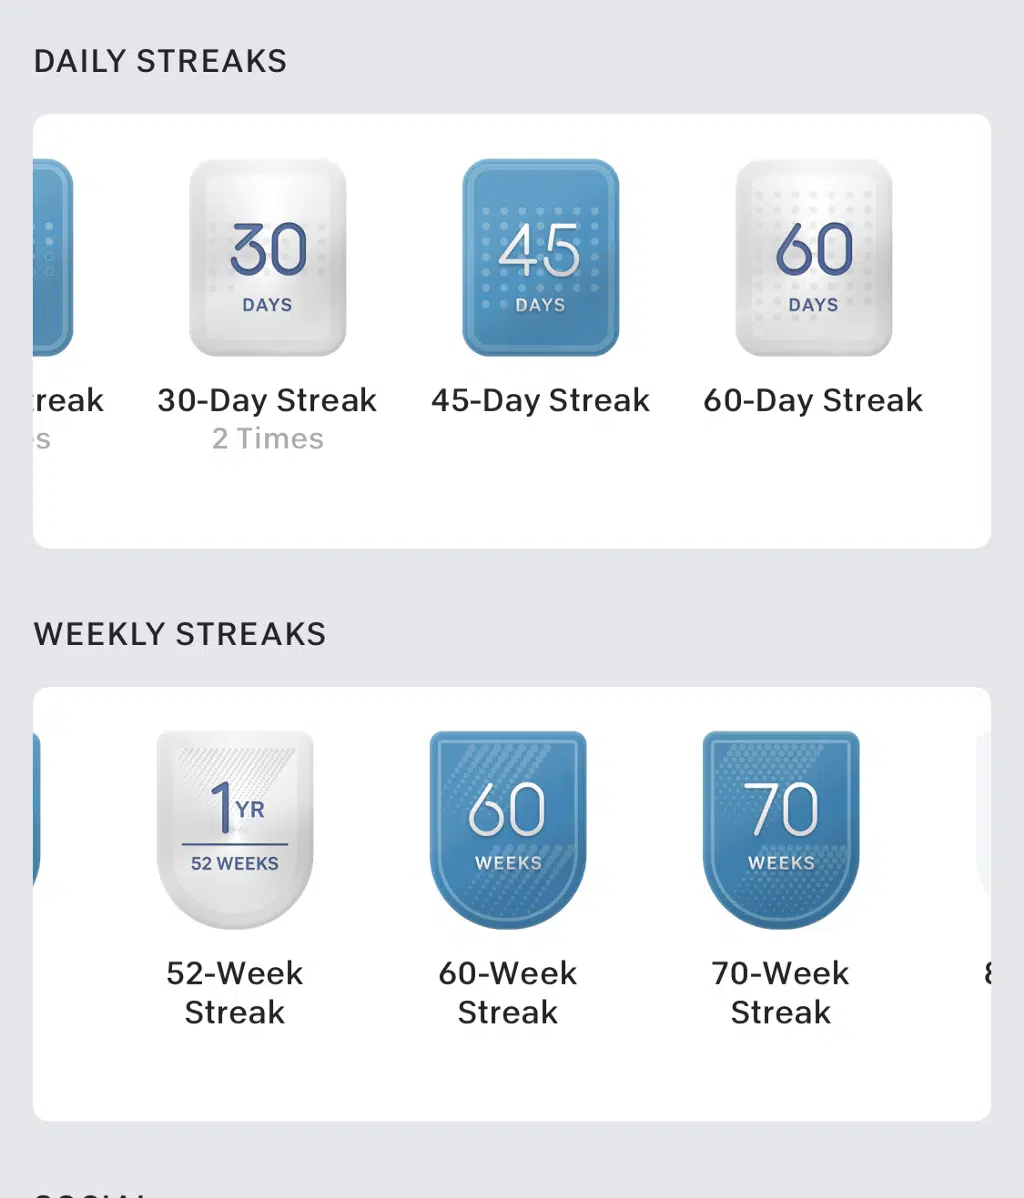 DAILY STREAKS
30
DAYS
45
DAYS
60
DAYS
30-Day Streak
45-Day Streak
60-Day Streak
2 Times
WEEKLY STREAKS
1 YR
52 WEEKS
60
WEEKS
70
WEEKS
52-Week
Streak
60-Week
Streak
70-Week
Streak